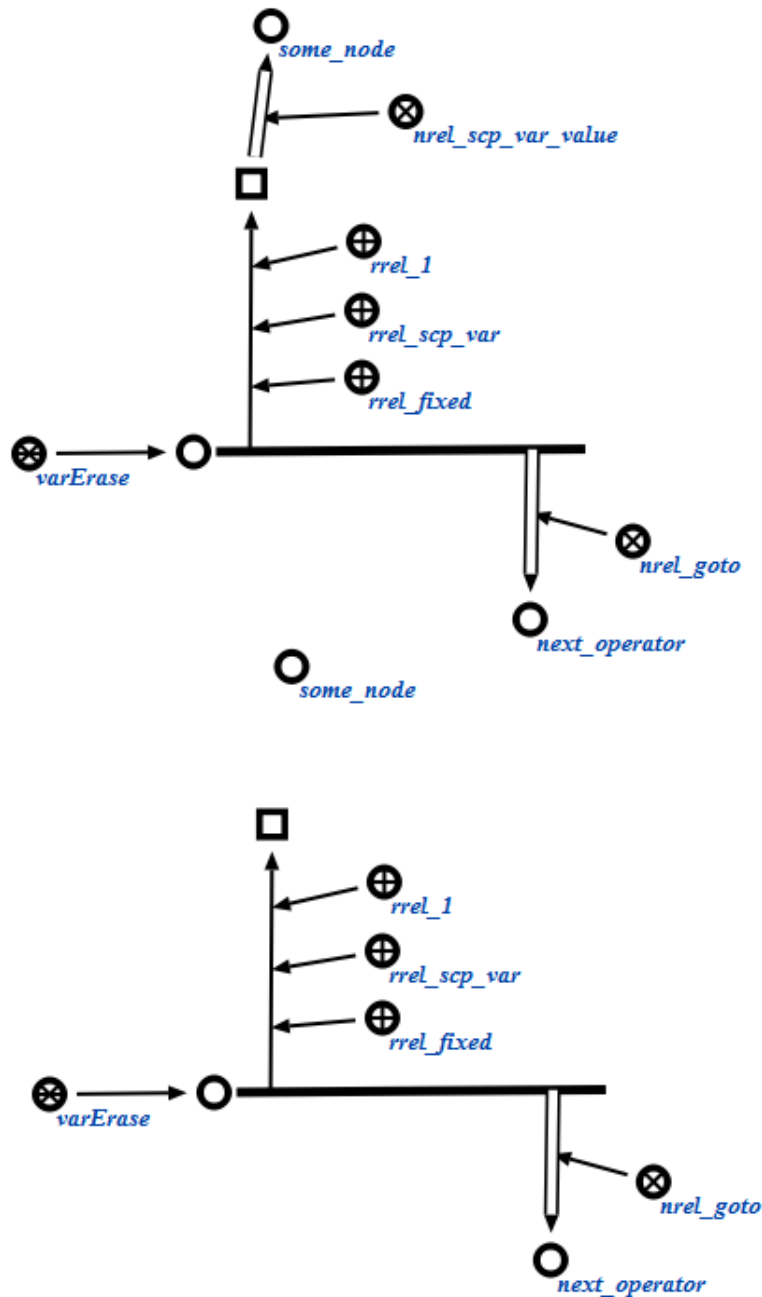 some_node
nrel_scp_var_value
rrel_1
rrel_scp_var
rrel_fixed
varErase
nrel_goto
next_operator
some_node
rrel_1
rrel_scp_var
rrel_fixed
varErase
nrel_goto
next_operator